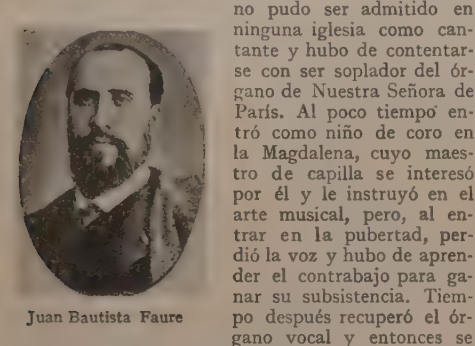 no pudo ser admitido en
ninguna iglesia como can-
tante y hubo de contentar-
se con ser soplador del ór-
gano de Nuestra Señora de
París. Al poco tiempo en-
tró como niño de coro en
la Magdalena, cuyo maes-
tro de capilla se interesó
por él y le instruyó en el
arte musical, pero, al en-
trar en la pubertad, per-
dió la voz y hubo de apren-
der el contrabajo para ga-
nar su subsistencia. Tiem-
po después recuperó el ór-
gano vocal y entonces se
Juan Bautista Faure